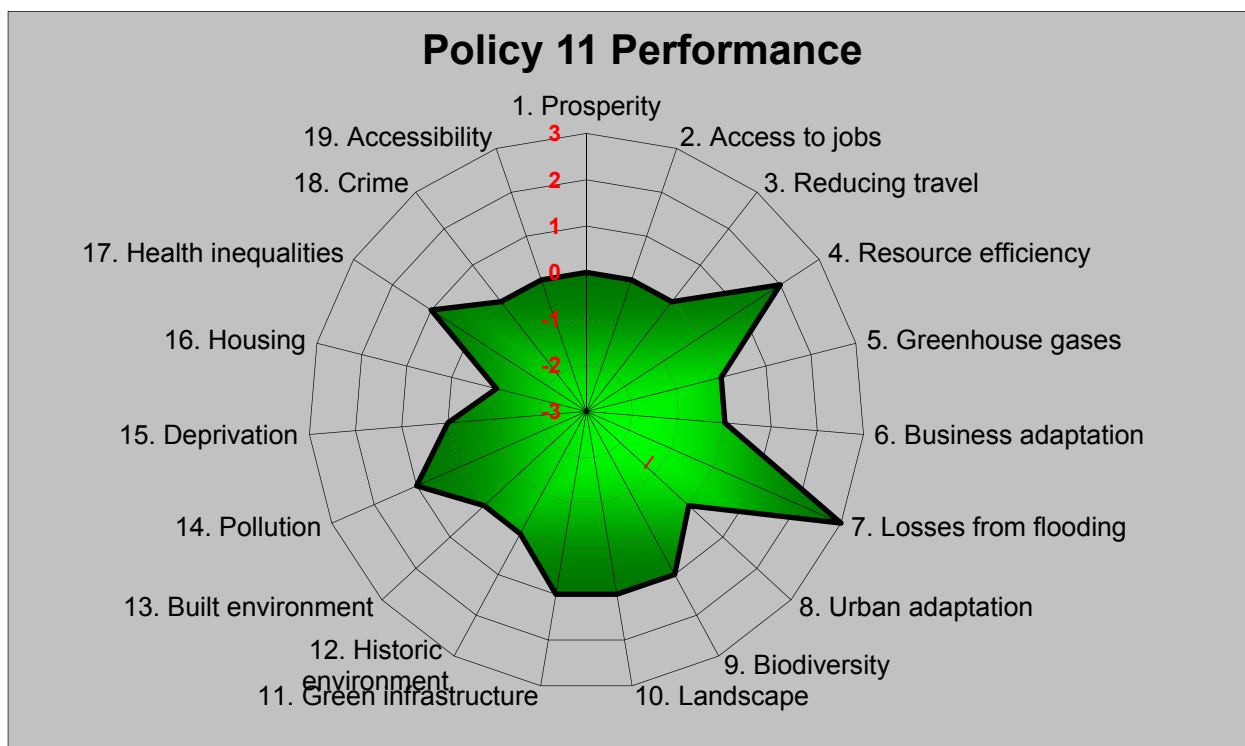 Policy 11 Performance
1. Prosperity
2. Access to jobs
3. Reducing travel
4. Resource efficiency
5. Greenhouse gases
6. Business adaptation
7. Losses from flooding
8. Urban adaptation
9. Biodiversity
10. Landscape
11. Green infrastructure
12. Historic
environment
13. Built environment
14. Pollution
15. Deprivation
16. Housing
17. Health inequalities
18. Crime
19. Accessibility
3
2
1
0
-1
-2
-3